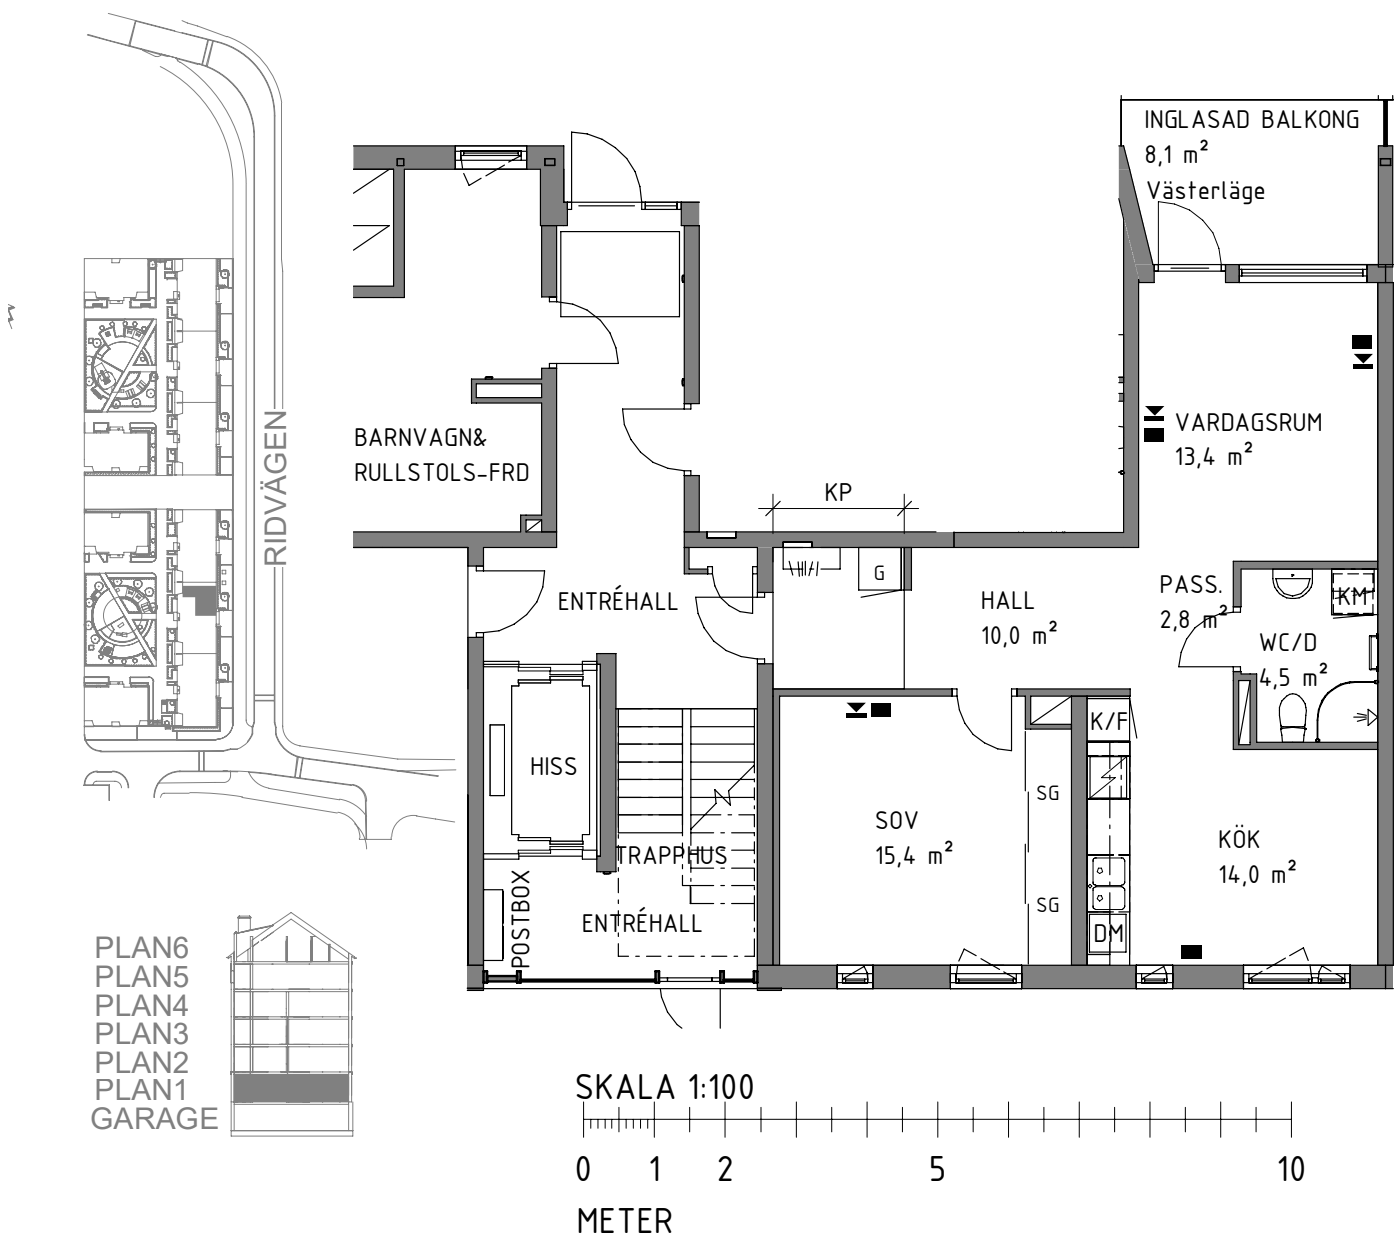 INGLASAD BALKONG
8,1 m²
Västerläge
RIDVÄGEN
BARNVAGN&
RULLSTOLS-FRD
VARDAGSRUM
13,4 m²
KP
G
ENTRÉHALL
HALL
10,0 m²
PASS.
2,8 m²
KM
WC/D
4,5 m²
K/F
HISS
SG
SOV
15,4 m²
KÖK
14,0 m²
TRAPPHUS
SG
POSTBOX
ENTRÉHALL
DM
PLAN6
PLAN5
PLAN4
PLAN3
PLAN2
PLAN1
GARAGE
SKALA 1:100
0 1 2 5 10
METER